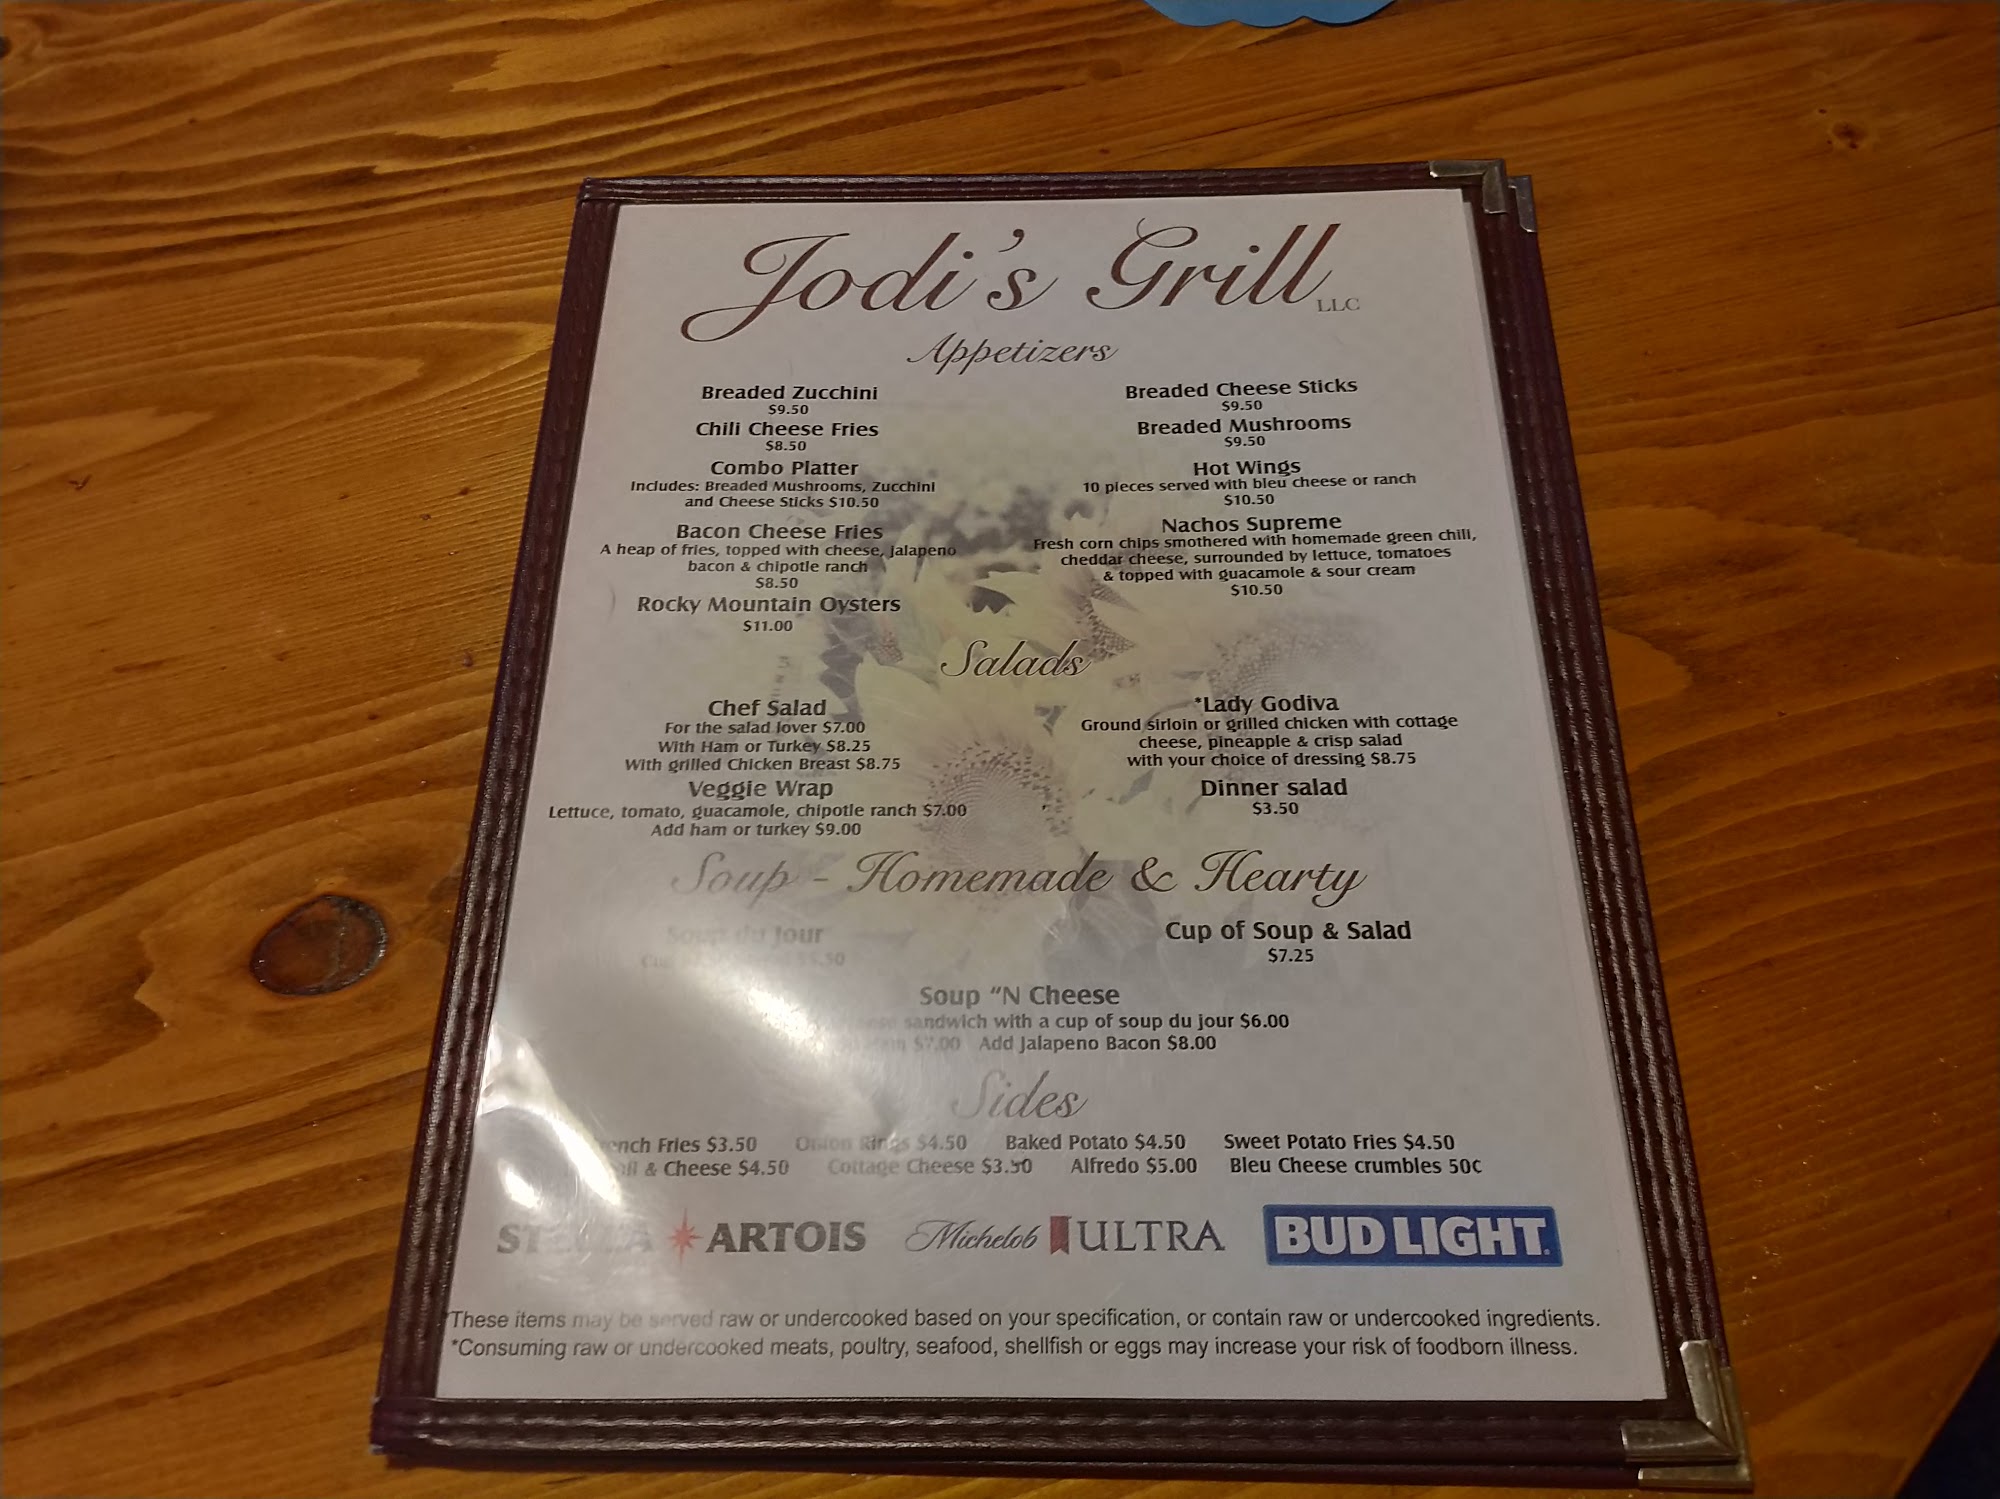 Jodi's Grill LLC
Appetizers
Breaded Zucchini
$9.50
Chili Cheese Fries
$8.50
Combo Platter
Includes: Breaded Mushrooms, Zucchini
and Cheese Sticks $10.50
Bacon Cheese Fries
A heap of fries, topped with cheese, jalapeno
bacon & chipotle ranch
$8.50
Rocky Mountain Oysters
$11.00
Breaded Cheese Sticks
$9.50
Breaded Mushrooms
$9.50
Hot Wings
10 pieces served with bleu cheese or ranch
$10.50
Nachos Supreme
Fresh corn chips smothered with homemade green chili,
cheddar cheese, surrounded by lettuce, tomatoes
& topped with guacamole & sour cream
$10.50
Salads
Chef Salad
For the salad lover $7.00
With Ham or Turkey $8.25
With grilled Chicken Breast $8.75
Veggie Wrap
Lettuce, tomato, guacamole, chipotle ranch $7.00
Add ham or turkey $9.00
*Lady Godiva
Ground sirloin or grilled chicken with cottage
cheese, pineapple & crisp salad
with your choice of dressing $8.75
Dinner salad
$3.50
Soup - Homemade & Hearty
Soup du Jour
Cup of Soup & Salad
$7.25
Soup "N Cheese
sandwich with a cup of soup du jour $6.00
$7.00 Add Jalapeno Bacon $8.00
Sides
French Fries $3.50 Onion Rings $4.50 Baked Potato $4.50 Sweet Potato Fries $4.50
& Cheese $4.50 Cottage Cheese $3.50 Alfredo $5.00 Bleu Cheese crumbles 50¢
STELLA ARTOIS Michelob ULTRA BUD LIGHT
*These items may be served raw or undercooked based on your specification, or contain raw or undercooked ingredients.
*Consuming raw or undercooked meats, poultry, seafood, shellfish or eggs may increase your risk of foodborn illness.